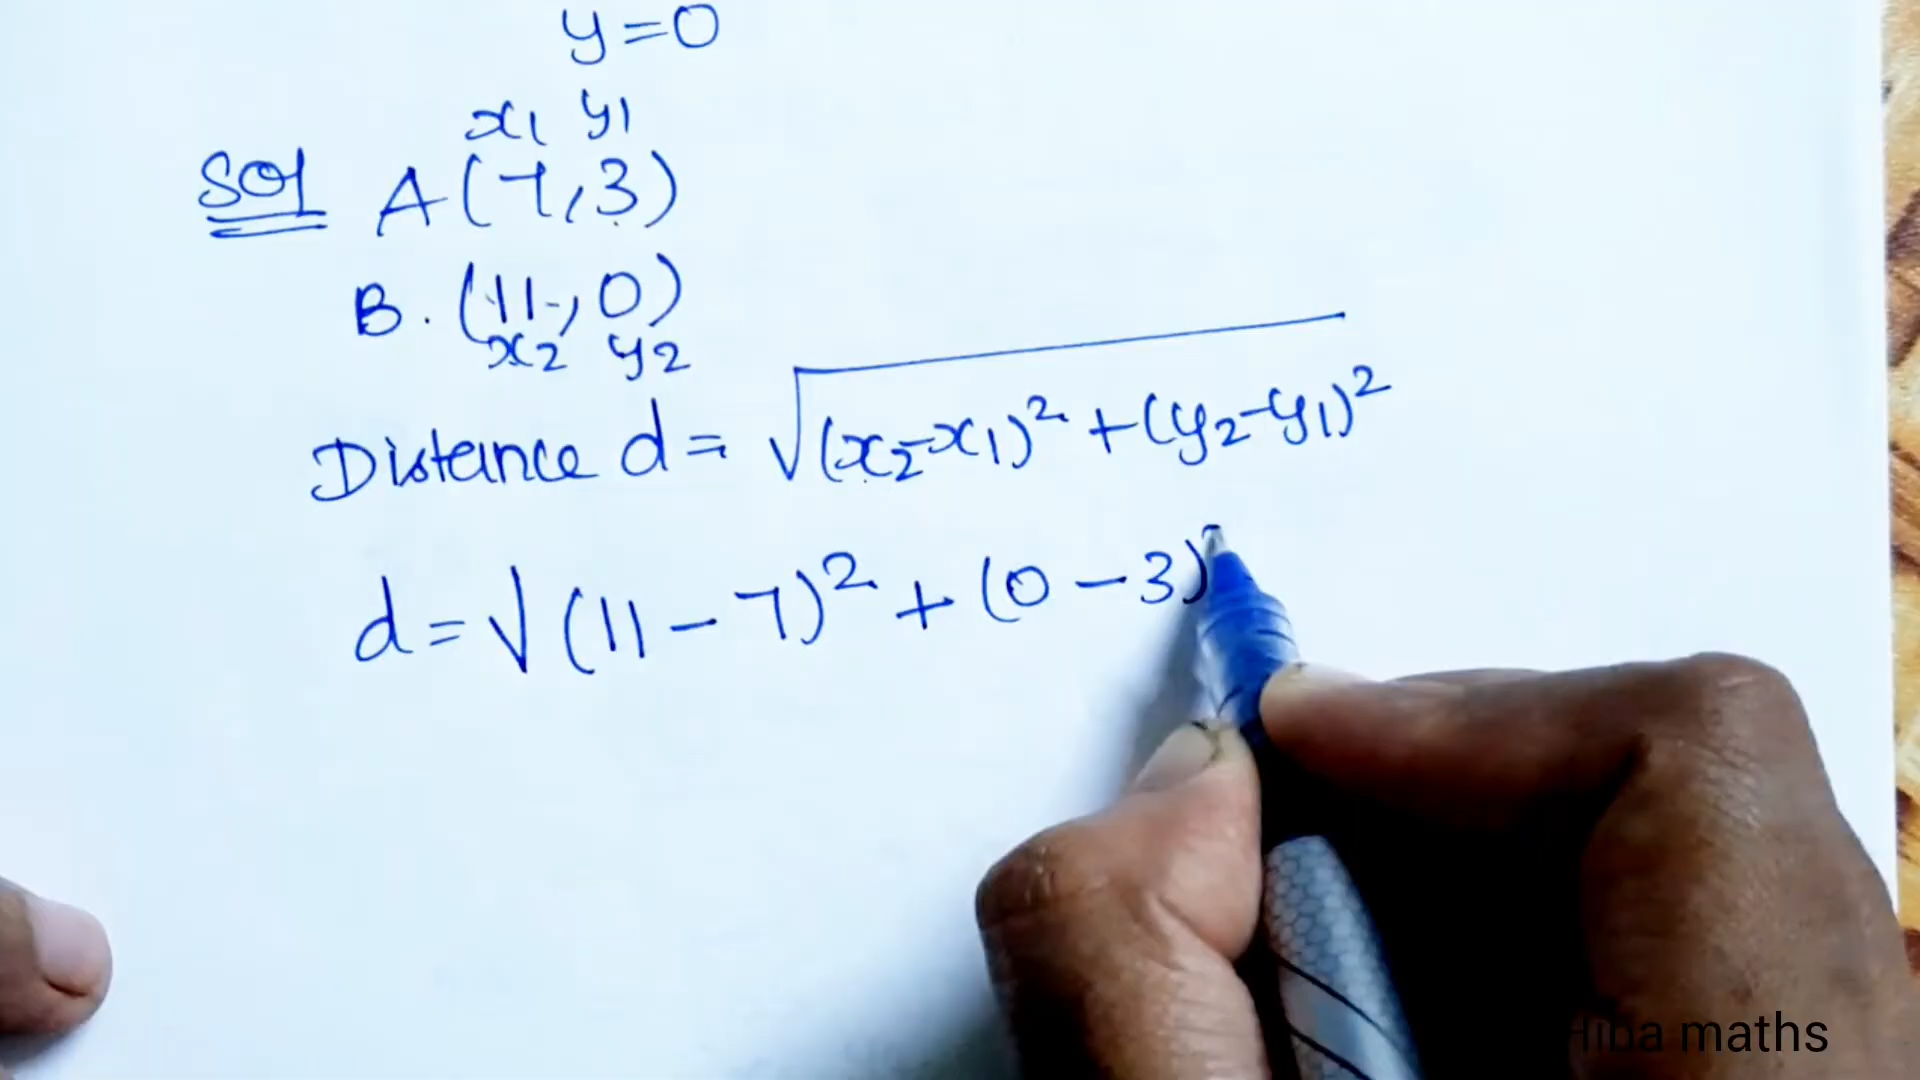 y=0
x1 y1
Sol A(7,3)
B. (11,0)
x2 y2
Distance d= √(x2-x1)² +(y2-y1)²
d=√(11-7)² + (0-3)
Hiba maths